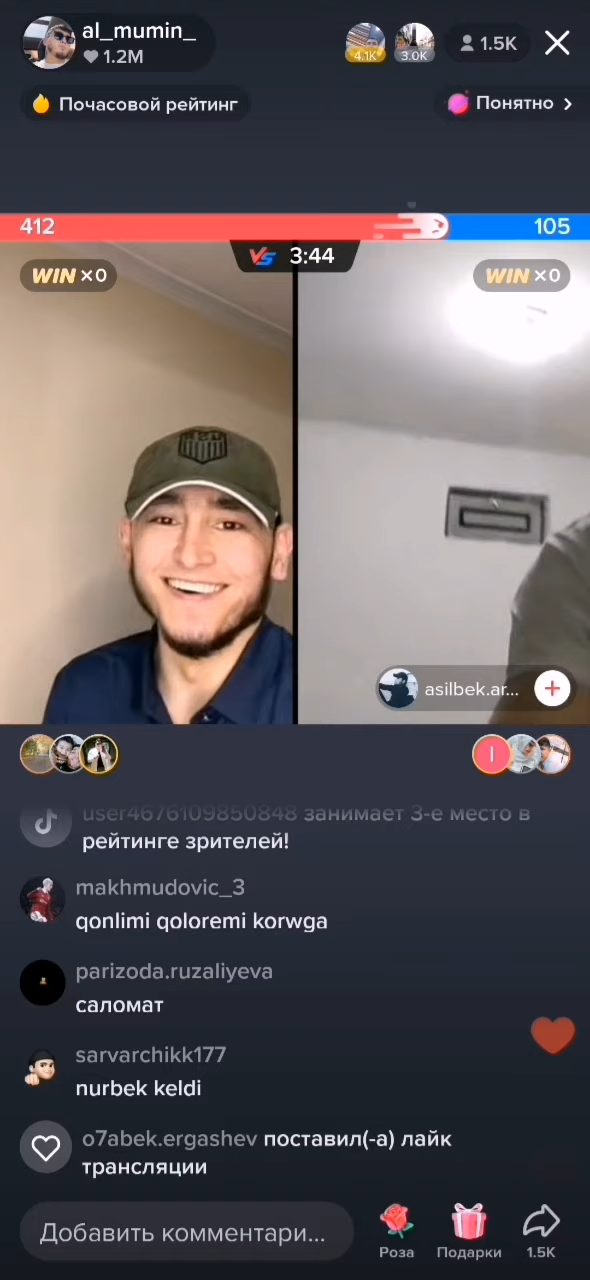 al_mumin_
1.2M
4.1K
3.0K
1.5K
Почасовой рейтинг
Понятно
412
105
VS 3:44
WIN ×0
WIN ×0
asilbek.ar...
user4676109850848 занимает 3-е место в
рейтинге зрителей!
makhmudovic_3
qonlimi qoloremi korwga
parizoda.ruzaliyeva
саломат
sarvarchikk177
nurbek keldi
o7abek.ergashev поставил(-а) лайк
трансляции
Добавить комментари...
Роза
Подарки
1.5K